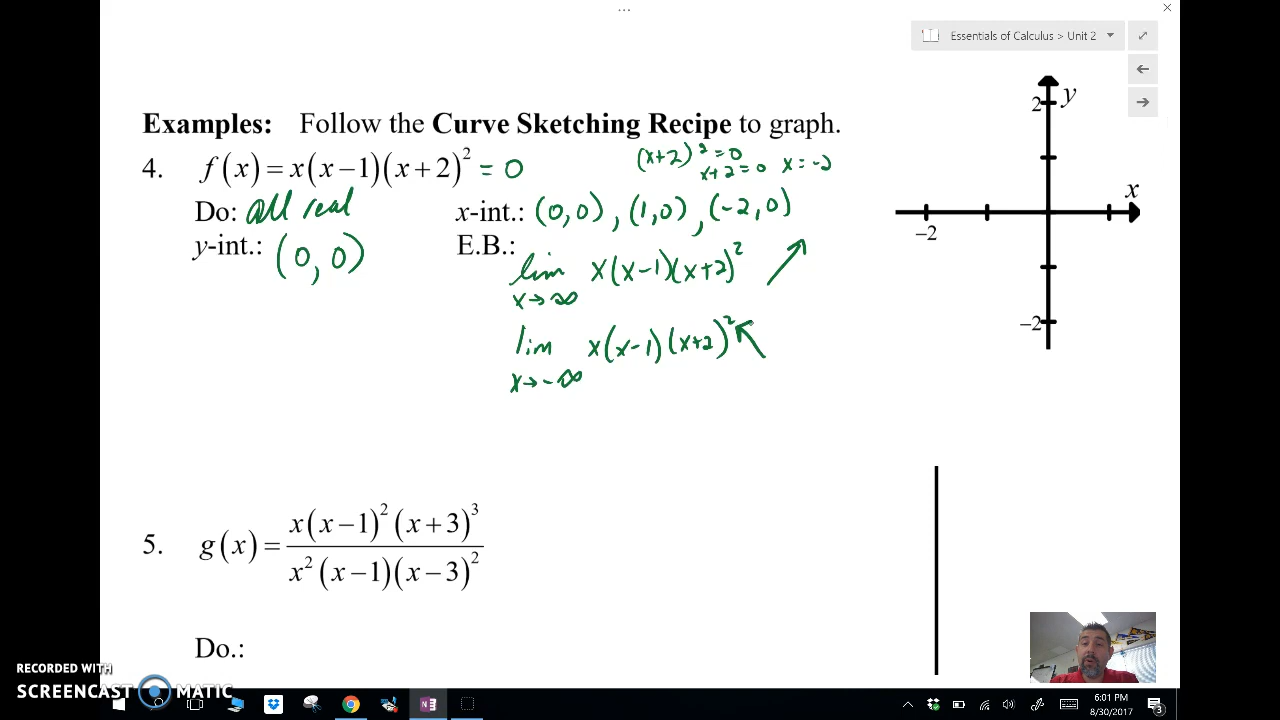 ...
Essentials of Calculus > Unit 2
Examples: Follow the Curve Sketching Recipe to graph.
4. f(x) = x(x−1)(x+2)² = 0
(x+2)² = 0
x+2 = 0 x = -2
Do: all real
x-int.: (0,0), (1,0), (-2,0)
y-int.: (0,0)
E.B.:
lim x→∞ x(x-1)(x+2)²
lim x→-∞ x(x-1)(x+2)²
y
2
x
−2
−2
5. g(x) = x(x−1)²(x+3)³ / x²(x−1)(x−3)²
Do.:
RECORDED WITH
SCREENCAST MATIC
N
6:01 PM
8/30/2017
3